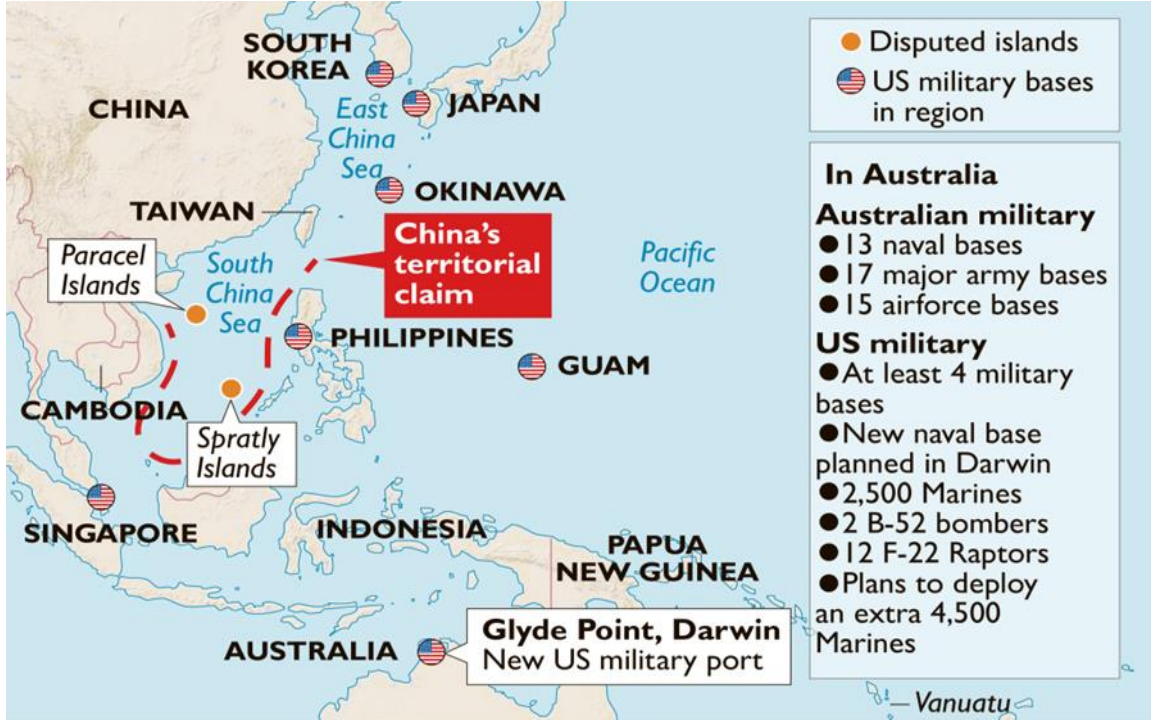 SOUTH
KOREA
CHINA
East
China
Sea
JAPAN
OKINAWA
TAIWAN
China's
territorial
claim
Paracel
Islands
South
China
Sea
Pacific
Ocean
PHILIPPINES
GUAM
CAMBODIA
Spratly
Islands
SINGAPORE
INDONESIA
PAPUA
NEW GUINEA
AUSTRALIA
Glyde Point, Darwin
New US military port
Vanuatu
Disputed islands
US military bases
in region
In Australia
Australian military
●13 naval bases
●17 major army bases
●15 airforce bases
US military
●At least 4 military
bases
●New naval base
planned in Darwin
●2,500 Marines
●2 B-52 bombers
●12 F-22 Raptors
●Plans to deploy
an extra 4,500
Marines